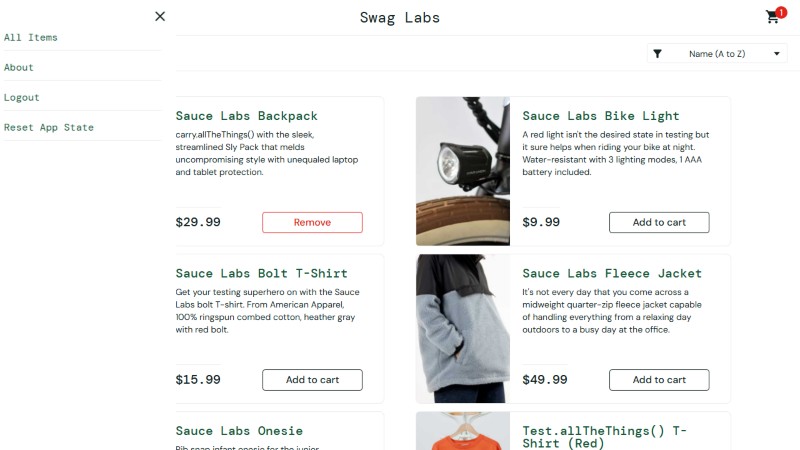 Swag Labs
1
All Items
About
Logout
Reset App State
Name (A to Z)
Sauce Labs Backpack
carry.allTheThings() with the sleek,
streamlined Sly Pack that melds
uncompromising style with unequaled laptop
and tablet protection.
$29.99
Remove
Sauce Labs Bike Light
A red light isn't the desired state in testing but
it sure helps when riding your bike at night.
Water-resistant with 3 lighting modes, 1 AAA
battery included.
$9.99
Add to cart
Sauce Labs Bolt T-Shirt
Get your testing superhero on with the Sauce
Labs bolt T-shirt. From American Apparel,
100% ringspun combed cotton, heather gray
with red bolt.
$15.99
Add to cart
Sauce Labs Fleece Jacket
It's not every day that you come across a
midweight quarter-zip fleece jacket capable
of handling everything from a relaxing day
outdoors to a busy day at the office.
$49.99
Add to cart
Sauce Labs Onesie
Rib snap infant onesie for the junior
Test.allTheThings() T-
Shirt (Red)